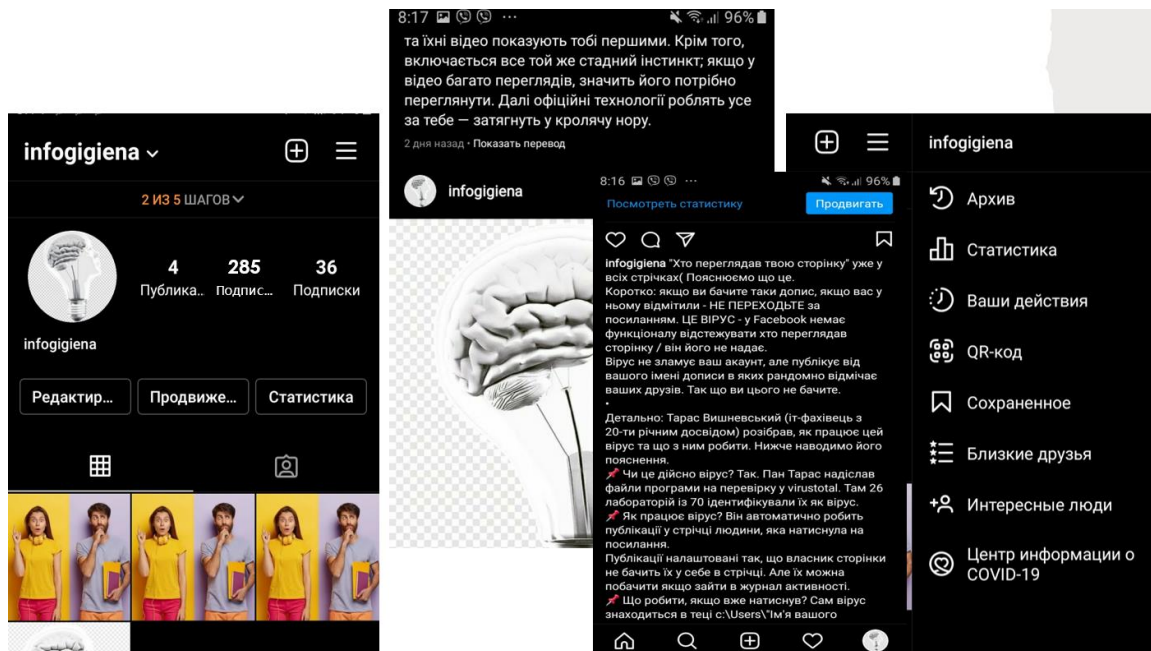 infogigiena
2 ИЗ 5 ШАГОВ
4
285
36
Публика...
Подпис...
Подписки
infogigiena
Редактир...
Продвиже...
Статистика
8:17
96%
та їхні відео показують тобі першими. Крім того,
включається все той же стадний інстинкт; якщо у
відео багато переглядів, значить його потрібно
переглянути. Далі офіційні технології роблять усе
за тебе — затягнуть у кролячу нору.
2 дня назад • Показать перевод
infogigiena
8:16
96%
Посмотреть статистику
Продвигать
infogigiena "Хто переглядав твою сторінку" уже у
всіх стрічках( Пояснюємо що це.
Коротко: якщо ви бачите таки допис, якщо вас у
ньому відмітили - НЕ ПЕРЕХОДЬТЕ за
посиланням. ЦЕ ВІРУС - у Facebook немає
функціоналу відстежувати хто переглядав
сторінку / він його не надає.
Вірус не зламує ваш акаунт, але публікує від
вашого імені дописи в яких рандомно відмічає
ваших друзів. Так що ви цього не бачите.
•
Детально: Тарас Вишневський (іт-фахівець з
20-ти річним досвідом) розібрав, як працює цей
вірус та що з ним робити. Нижче наводимо його
пояснення.
📌 Чи це дійсно вірус? Так. Пан Тарас надіслав
файли програми на перевірку у virustotal. Там 26
лабораторій із 70 ідентифікували їх як вірус.
📌 Як працює вірус? Він автоматично робить
публікації у стрічці людини, яка натиснула на
посилання.
Публікації налаштовані так, що власник сторінки
не бачить їх у себе в стрічці. Але їх можна
побачити якщо зайти в журнал активності.
📌 Що робити, якщо вже натиснув? Сам вірус
знаходиться в теці c:\Users\"Ім'я вашого
infogigiena
Архив
Статистика
Ваши действия
QR-код
Сохраненное
Близкие друзья
Интересные люди
Центр информации о
COVID-19